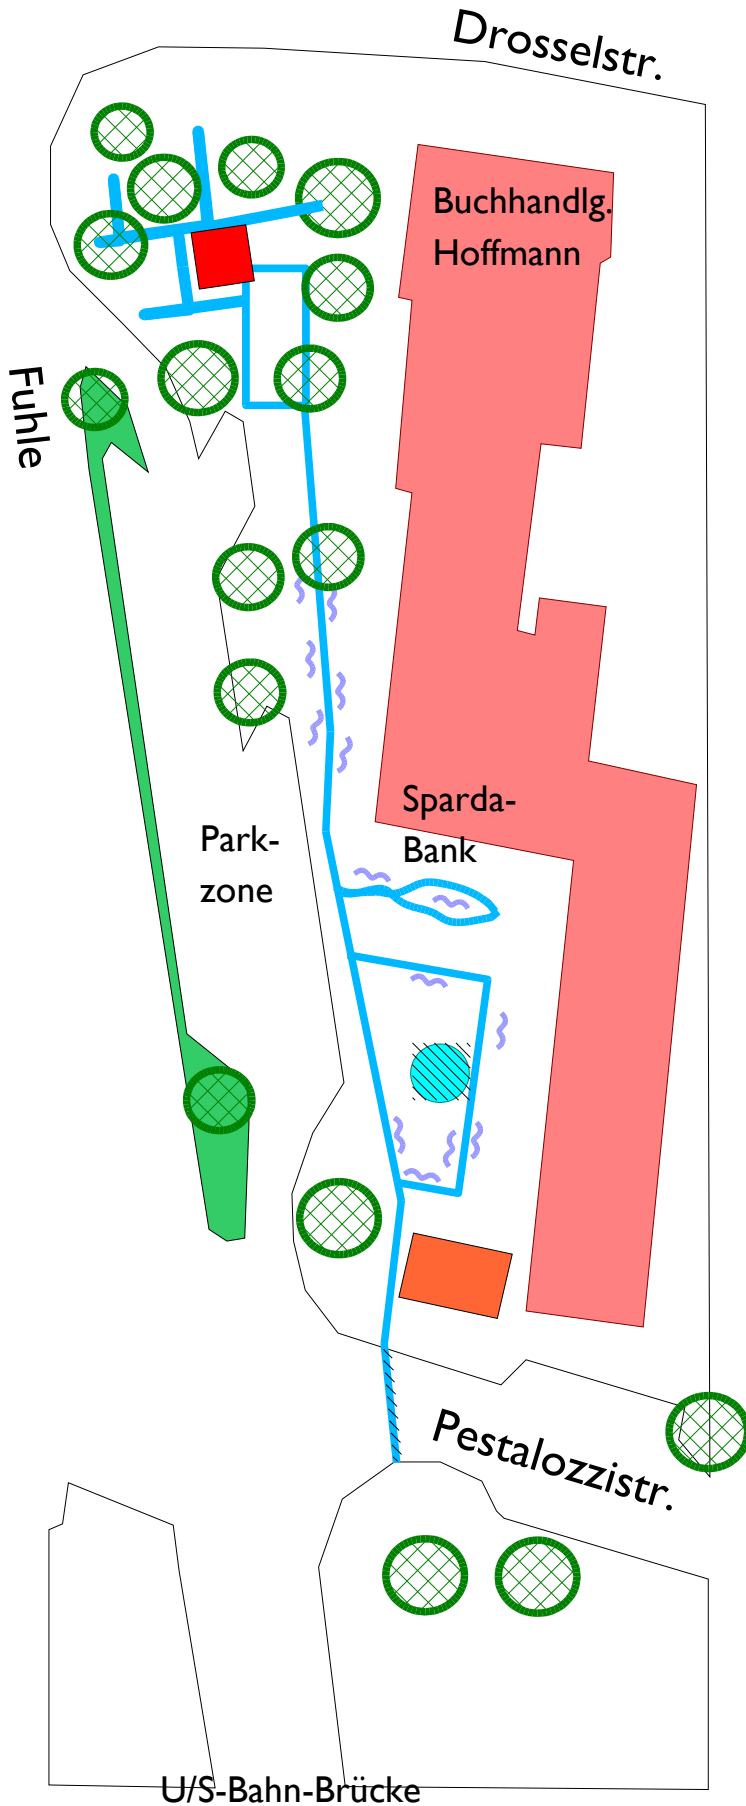 Drosselstr.
Buchhandlg.
Hoffmann
Fuhle
Sparda-
Bank
Park-
zone
Pestalozzistr.
U/S-Bahn-Brücke